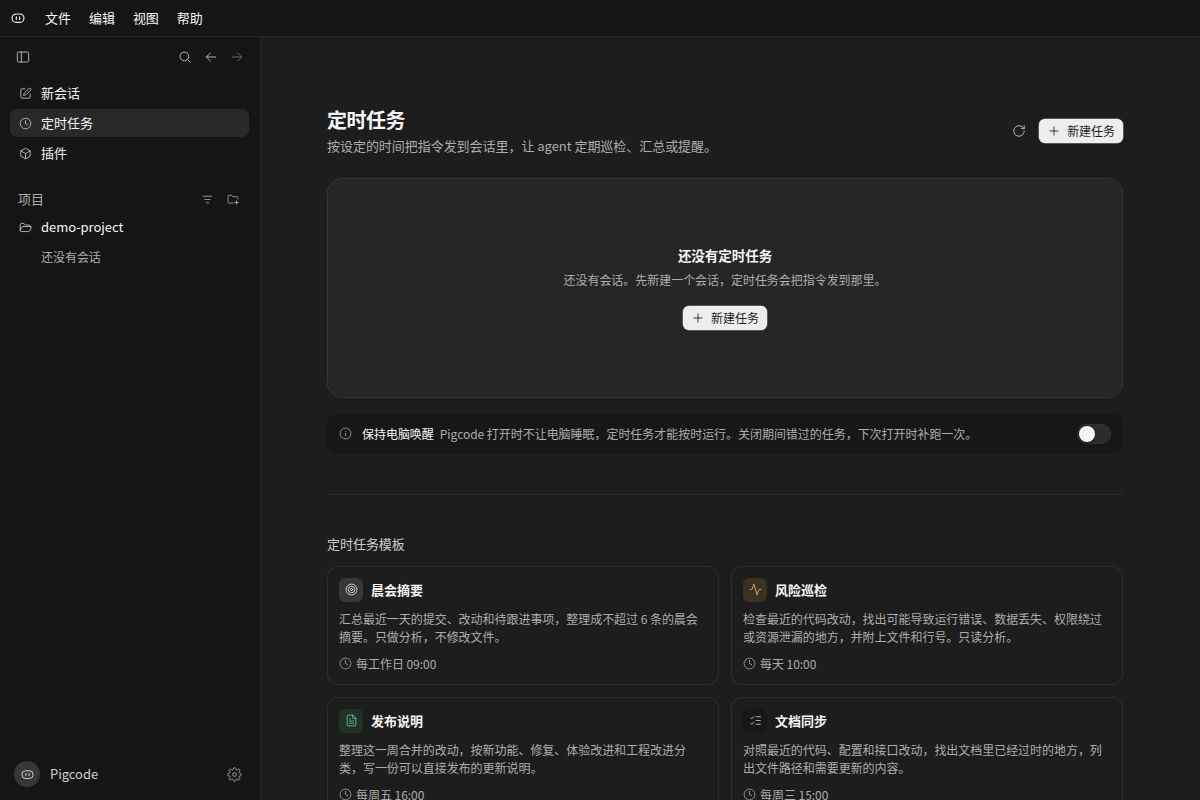 文件 编辑 视图 帮助
新会话
定时任务
插件
项目
demo-project
还没有会话
Pigcode
定时任务
按设定的时间把指令发到会话里，让 agent 定期巡检、汇总或提醒。
新建任务
还没有定时任务
还没有会话。先新建一个会话，定时任务会把指令发到那里。
新建任务
保持电脑唤醒 Pigcode 打开时不让电脑睡眠，定时任务才能按时运行。关闭期间错过的任务，下次打开时补跑一次。
定时任务模板
晨会摘要
汇总最近一天的提交、改动和待跟进事项，整理成不超过 6 条的晨会
摘要。只做分析，不修改文件。
每工作日 09:00
风险巡检
检查最近的代码改动，找出可能导致运行错误、数据丢失、权限绕过
或资源泄漏的地方，并附上文件和行号。只读分析。
每天 10:00
发布说明
整理这一周合并的改动，按新功能、修复、体验改进和工程改进分
类，写一份可以直接发布的更新说明。
每周五 16:00
文档同步
对照最近的代码、配置和接口改动，找出文档里已经过时的地方，列
出文件路径和需要更新的内容。
每周三 15:00